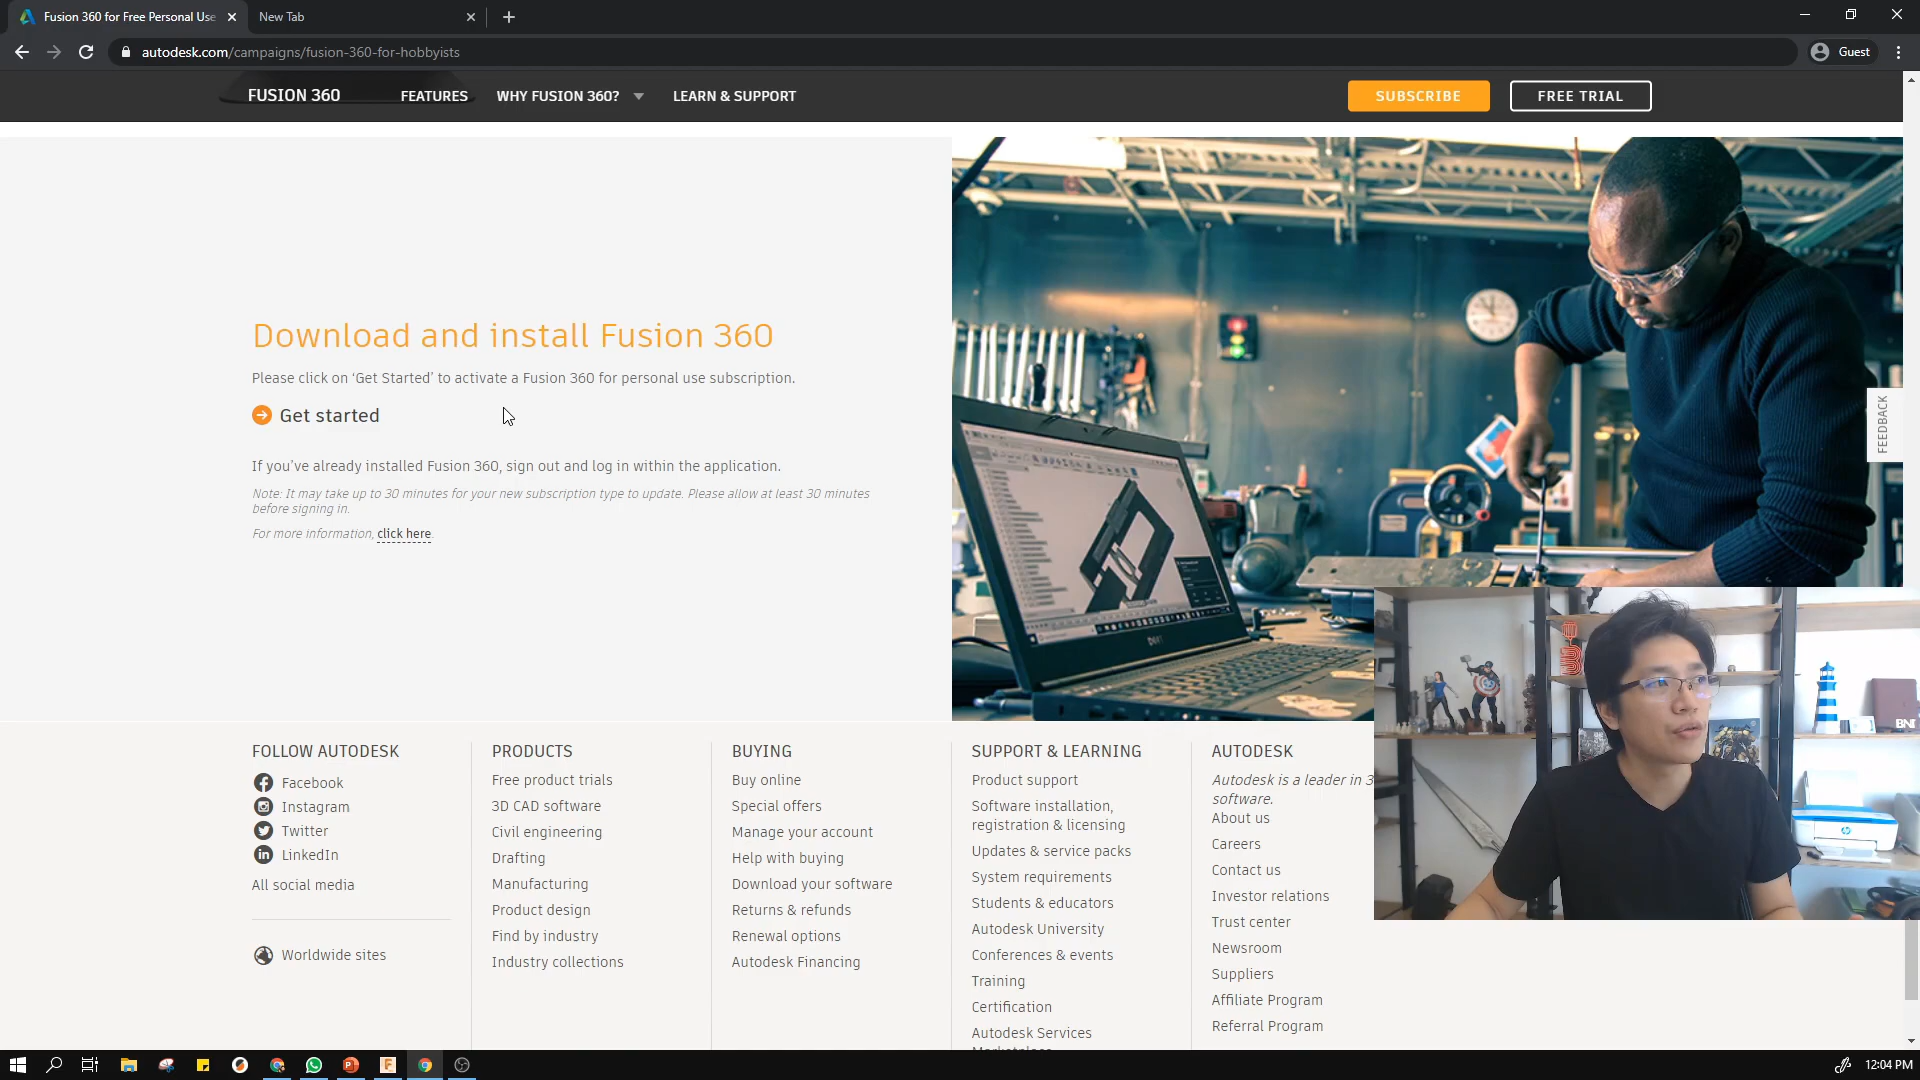 Fusion 360 for Free Personal Use
New Tab
autodesk.com/campaigns/fusion-360-for-hobbyists
Guest
FUSION 360
FEATURES
WHY FUSION 360?
LEARN & SUPPORT
SUBSCRIBE
FREE TRIAL
Download and install Fusion 360
Please click on ‘Get Started’ to activate a Fusion 360 for personal use subscription.
Get started
If you’ve already installed Fusion 360, sign out and log in within the application.
Note: It may take up to 30 minutes for your new subscription type to update. Please allow at least 30 minutes
before signing in.
For more information, click here.
FEEDBACK
DELL
BNI
hp
FOLLOW AUTODESK
Facebook
Instagram
Twitter
LinkedIn
All social media
Worldwide sites
PRODUCTS
Free product trials
3D CAD software
Civil engineering
Drafting
Manufacturing
Product design
Find by industry
Industry collections
BUYING
Buy online
Special offers
Manage your account
Help with buying
Download your software
Returns & refunds
Renewal options
Autodesk Financing
SUPPORT & LEARNING
Product support
Software installation,
registration & licensing
Updates & service packs
System requirements
Students & educators
Autodesk University
Conferences & events
Training
Certification
Autodesk Services
AUTODESK
Autodesk is a leader in 3
software.
About us
Careers
Contact us
Investor relations
Trust center
Newsroom
Suppliers
Affiliate Program
Referral Program
12:04 PM